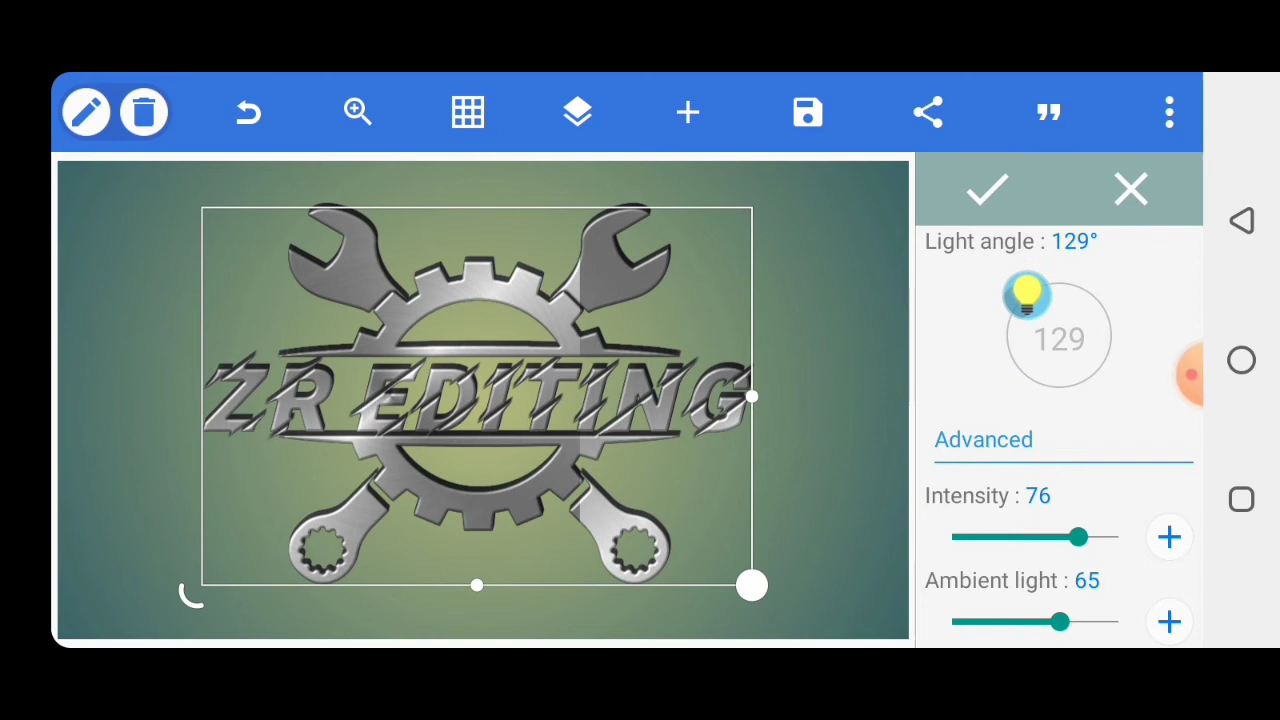 Light angle : 129°
129
ZR EDITING
Advanced
Intensity : 76
Ambient light : 65